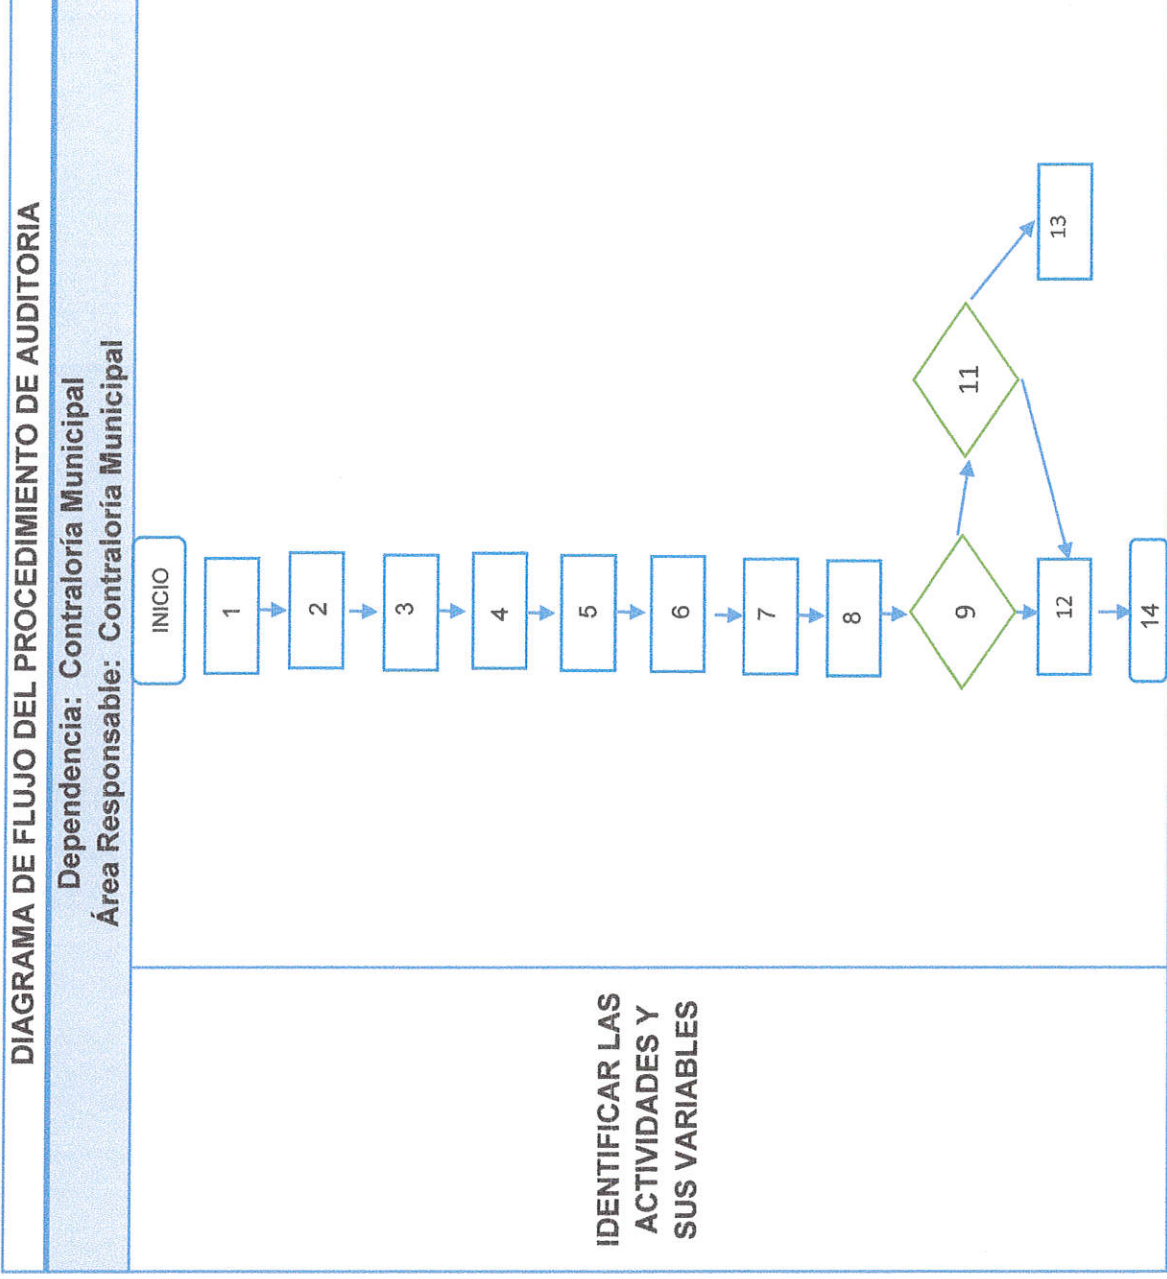 DIAGRAMA DE FLUJO DEL PROCEDIMIENTO DE AUDITORIA
Dependencia: Contraloría Municipal
Área Responsable: Contraloría Municipal
IDENTIFICAR LAS
ACTIVIDADES Y
SUS VARIABLES
INICIO
1
2
3
4
5
6
7
8
9
11
12
13
14